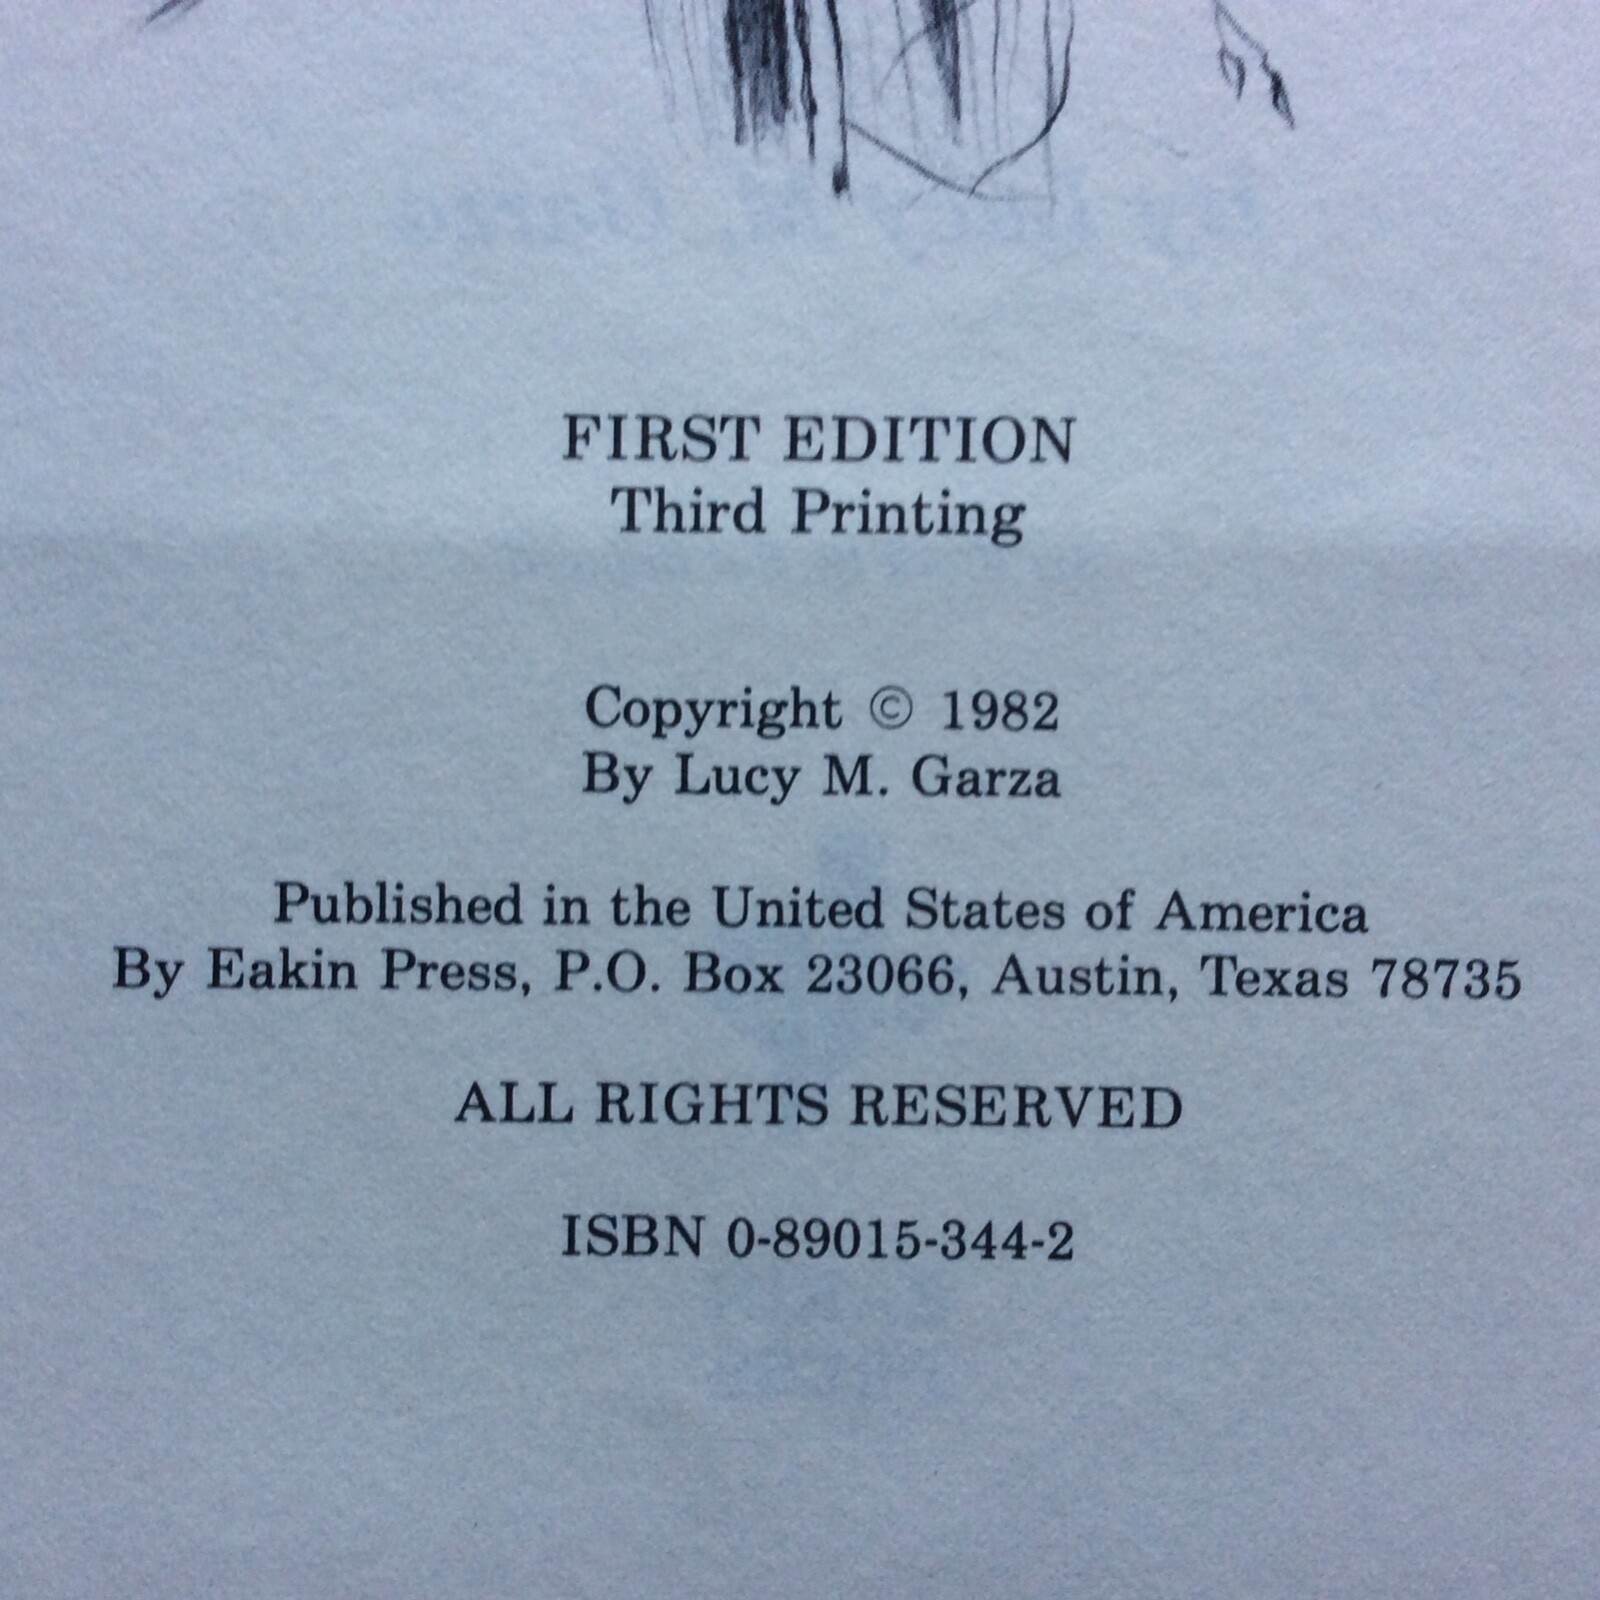 FIRST EDITION
Third Printing
Copyright © 1982
By Lucy M. Garza
Published in the United States of America
By Eakin Press, P.O. Box 23066, Austin, Texas 78735
ALL RIGHTS RESERVED
ISBN 0-89015-344-2